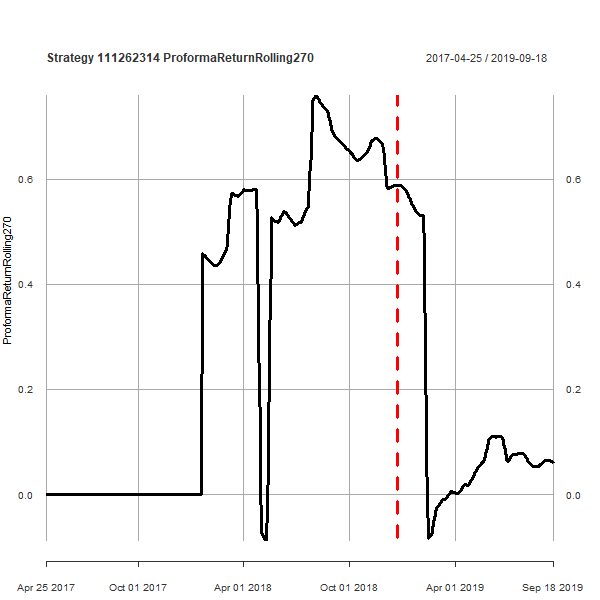 Strategy 111262314 ProformaReturnRolling270 2017-04-25 / 2019-09-18
ProformaReturnRolling270
0.6 0.6
0.4 0.4
0.2 0.2
0.0 0.0
Apr 25 2017 Oct 01 2017 Apr 01 2018 Oct 01 2018 Apr 01 2019 Sep 18 2019